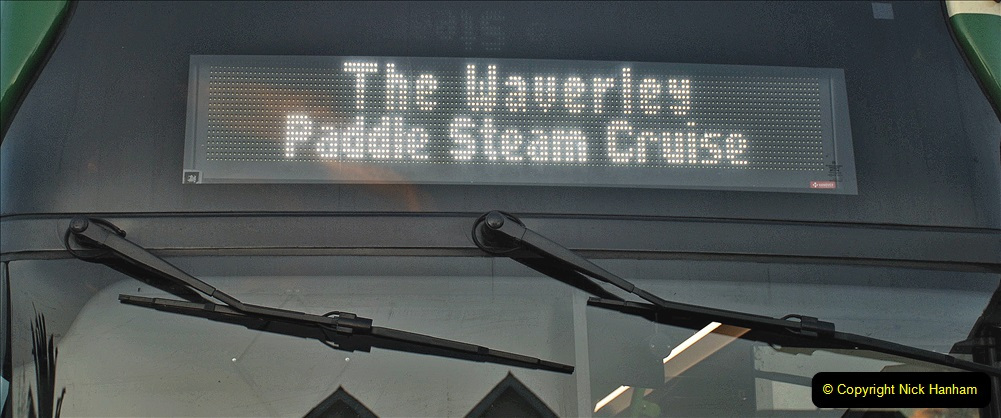 The Waverley
Paddle Steam Cruise
© Copyright Nick Hanham